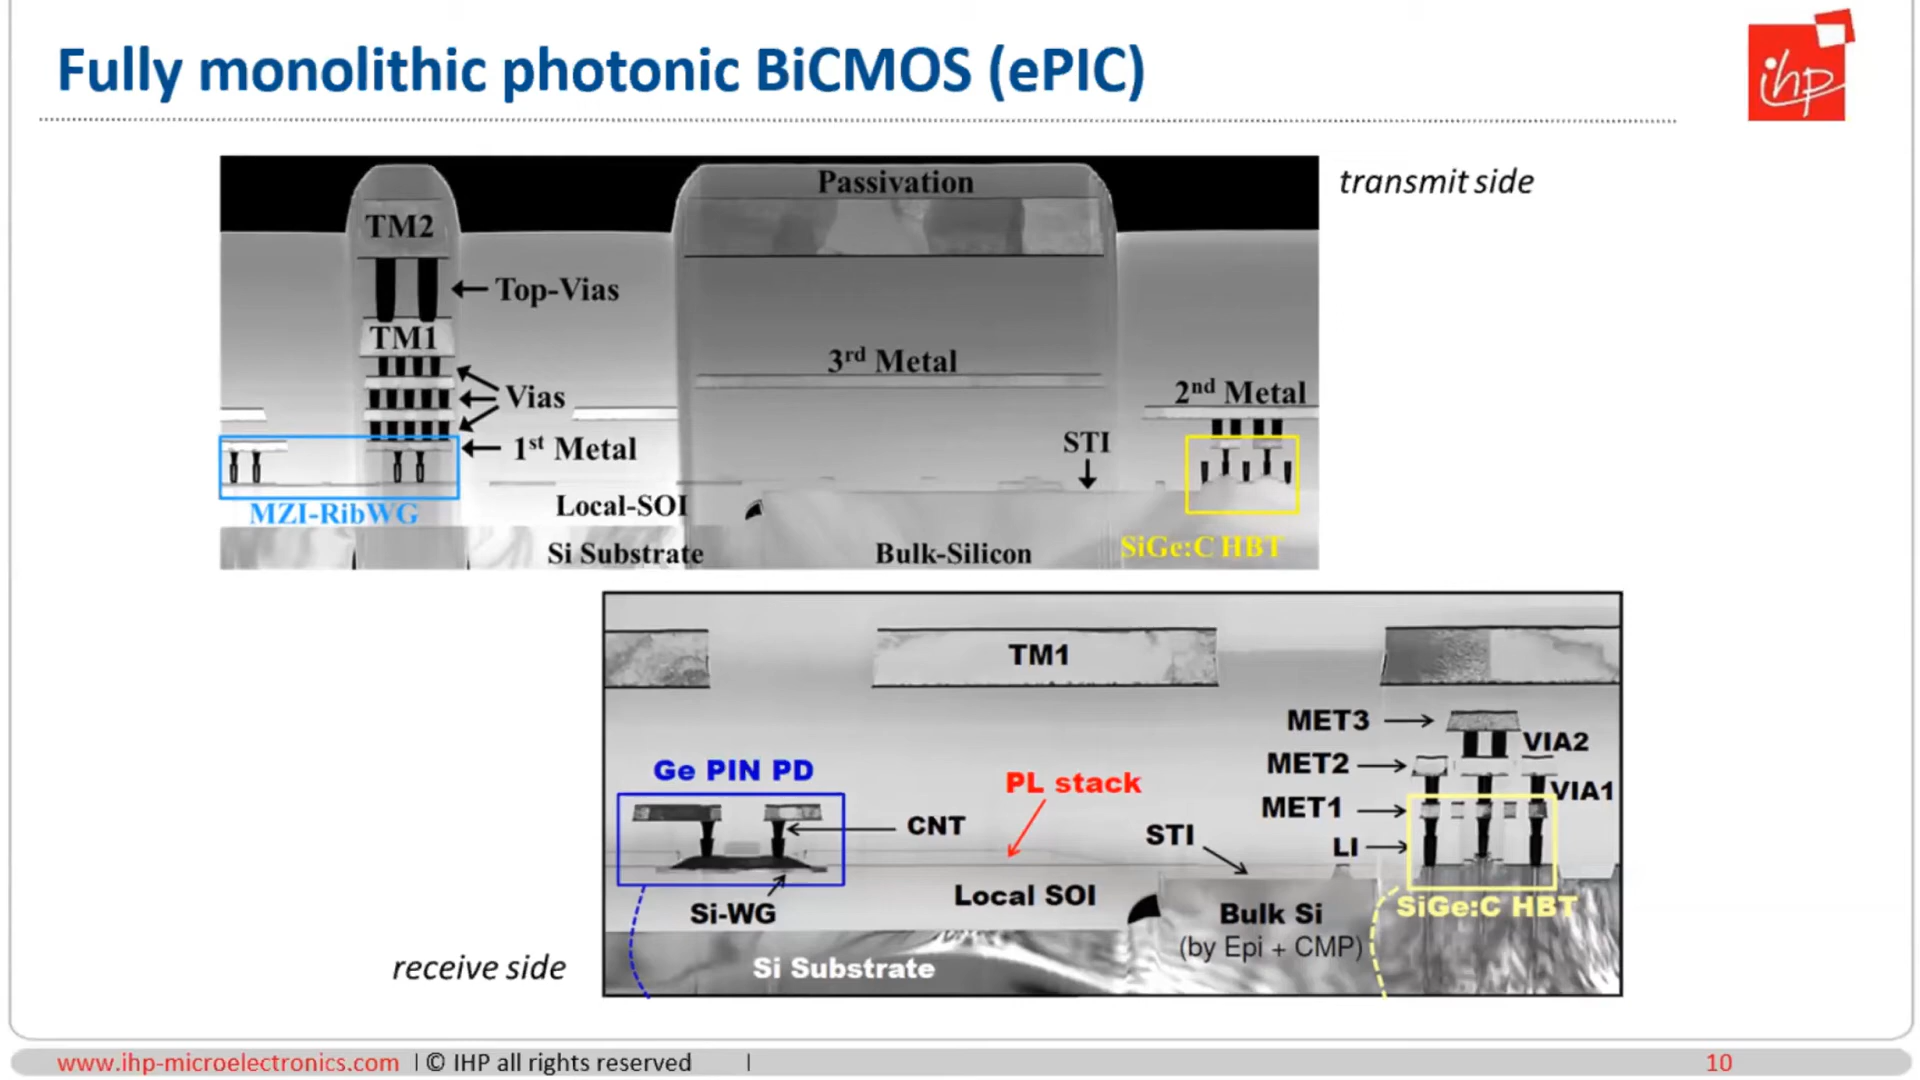 Fully monolithic photonic BiCMOS (ePIC)
ihp
transmit side
Passivation
TM2
Top-Vias
TM1
3rd Metal
2nd Metal
Vias
STI
1st Metal
Local-SOI
MZI-RibWG
Si Substrate
Bulk-Silicon
SiGe:C HBT
TM1
MET3
VIA2
MET2
Ge PIN PD
PL stack
VIA1
MET1
CNT
STI
LI
Local SOI
Si-WG
Bulk Si
SiGe:C HBT
(by Epi + CMP)
receive side
Si Substrate
www.ihp-microelectronics.com | © IHP all rights reserved |
10